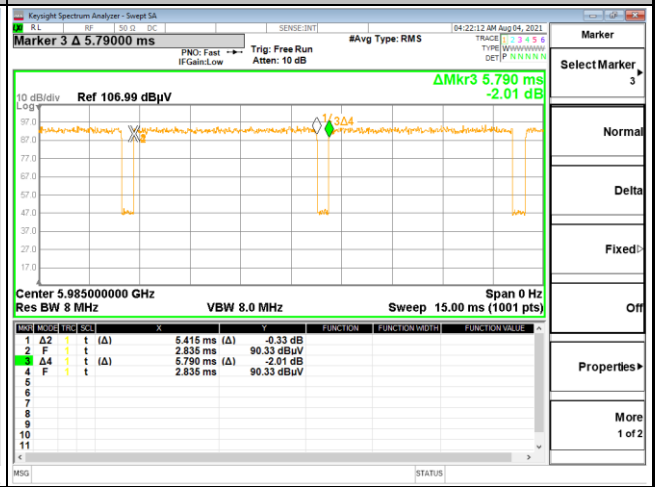 Keysight Spectrum Analyzer - Swept SA
RL RF 50 Ω DC SENSE:INT 04:22:12 AM Aug 04, 2021
Marker 3 Δ 5.79000 ms
PNO: Fast
IFGain:Low
Trig: Free Run
Atten: 10 dB
#Avg Type: RMS
TRACE 1 2 3 4 5 6
TYPE WWWWWW
DET P N N N N N
ΔMkr3 5.790 ms
-2.01 dB
10 dB/div Ref 106.99 dBµV
Log
97.0
87.0
77.0
67.0
57.0
47.0
37.0
27.0
17.0
3Δ4
Center 5.985000000 GHz Span 0 Hz
Res BW 8 MHz VBW 8.0 MHz Sweep 15.00 ms (1001 pts)
MKR MODE TRC SCL X Y FUNCTION FUNCTION WIDTH FUNCTION VALUE
1 Δ2 1 t (Δ) 5.415 ms (Δ) -0.33 dB
2 F 1 t 2.835 ms 90.33 dBµV
3 Δ4 1 t (Δ) 5.790 ms (Δ) -2.01 dB
4 F 1 t 2.835 ms 90.33 dBµV
5
6
7
8
9
10
11
MSG STATUS
Marker
Select Marker
3
Normal
Delta
Fixed
Off
Properties
More
1 of 2